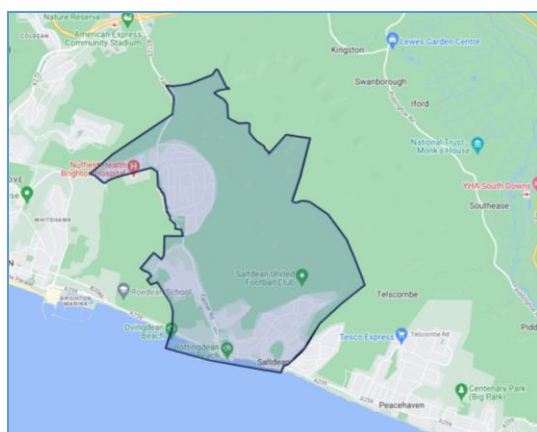 Nature Reserve
COLDEAN
American Express
Community Stadium
Kingston
Lewes Garden Centre
Swanborough
Iford
National Trust
Monk's House
YHA South Downs
Southease
Nuffield Health
Brighton Hospital
WHITEHAWK
BRIGHTON
MARINA
Roedean School
Ovingdean
Beach
Rottingdean
Beach
Saltdean United
Football Club
Saltdean
Telscombe
Telscombe Rd
Tesco Express
Peacehaven
Centenary Park
(Big Park)
A259
A259
A259